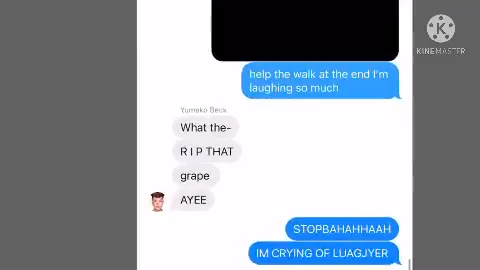 KINEMASTER
help the walk at the end I'm
laughing so much
Yumeko Beck
What the-
R I P THAT
grape
AYEE
STOPBAHAHHAAH
IM CRYING OF LUAGJYER